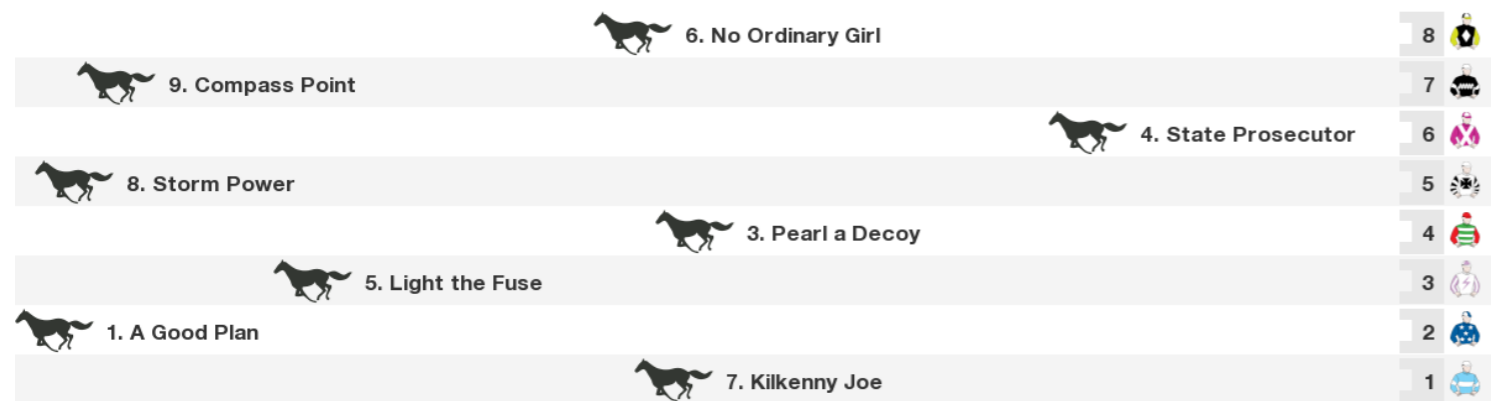 6. No Ordinary Girl 8
9. Compass Point 7
4. State Prosecutor 6
8. Storm Power 5
3. Pearl a Decoy 4
5. Light the Fuse 3
1. A Good Plan 2
7. Kilkenny Joe 1